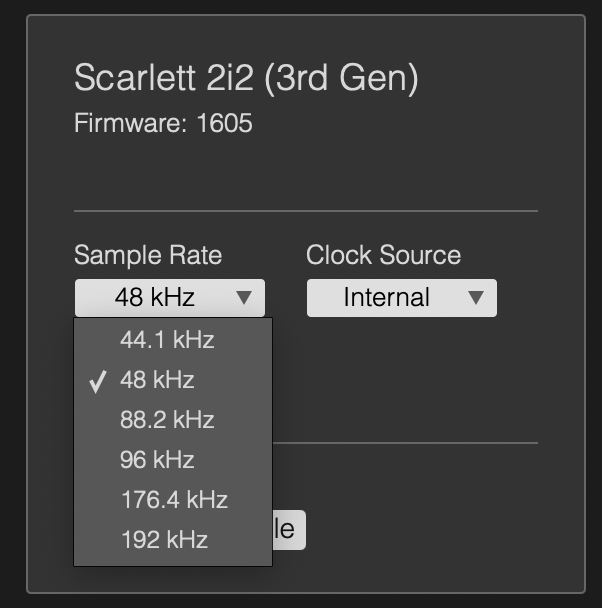 Scarlett 2i2 (3rd Gen)
Firmware: 1605
Sample Rate
Clock Source
48 kHz
Internal
44.1 kHz
48 kHz
88.2 kHz
96 kHz
176.4 kHz
192 kHz
le